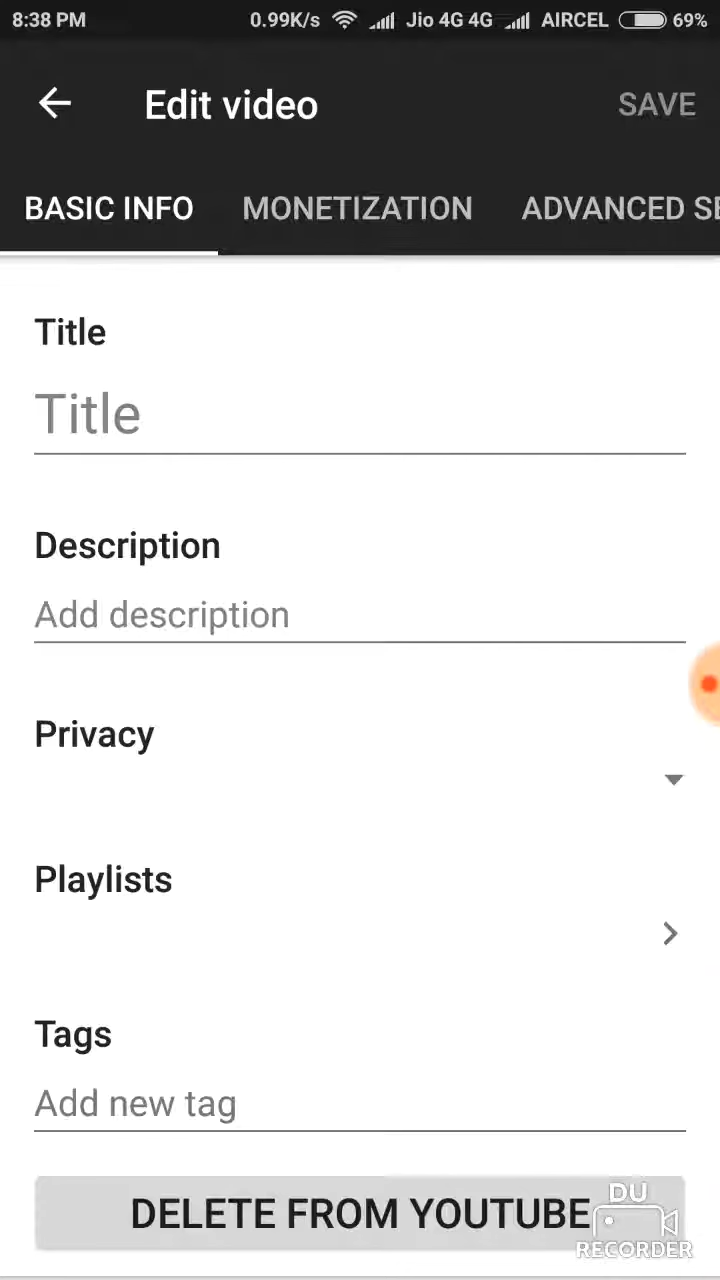 8:38 PM 0.99K/s Jio 4G 4G AIRCEL 69%
Edit video SAVE
BASIC INFO MONETIZATION ADVANCED SE
Title
Title
Description
Add description
Privacy
Playlists
Tags
Add new tag
DELETE FROM YOUTUBE
DU
RECORDER